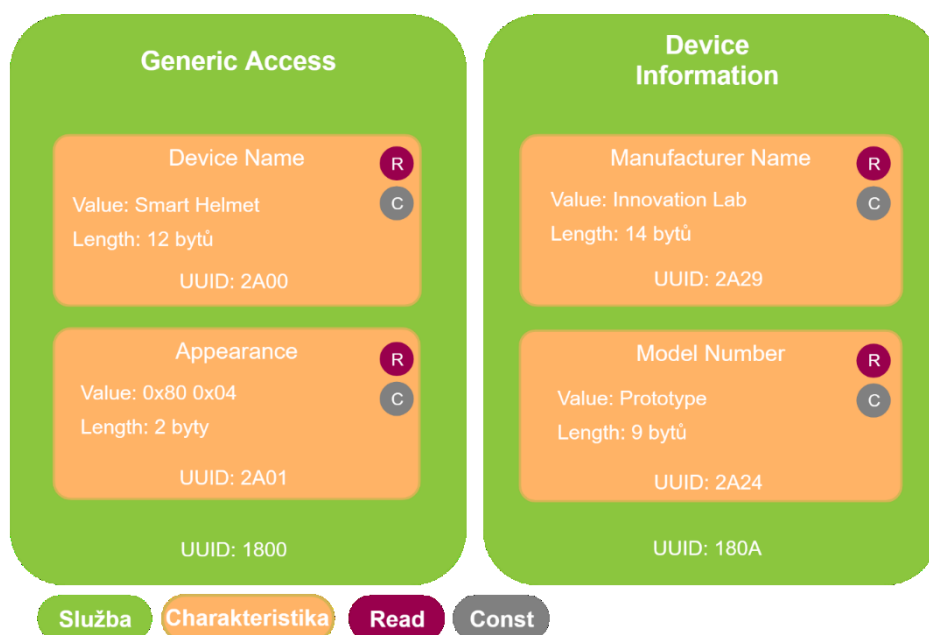 Generic Access
Device Name
R
Value: Smart Helmet
C
Length: 12 bytů
UUID: 2A00
Appearance
R
Value: 0x80 0x04
C
Length: 2 byty
UUID: 2A01
UUID: 1800
Device
Information
Manufacturer Name
R
Value: Innovation Lab
C
Length: 14 bytů
UUID: 2A29
Model Number
R
Value: Prototype
C
Length: 9 bytů
UUID: 2A24
UUID: 180A
Služba
Charakteristika
Read
Const